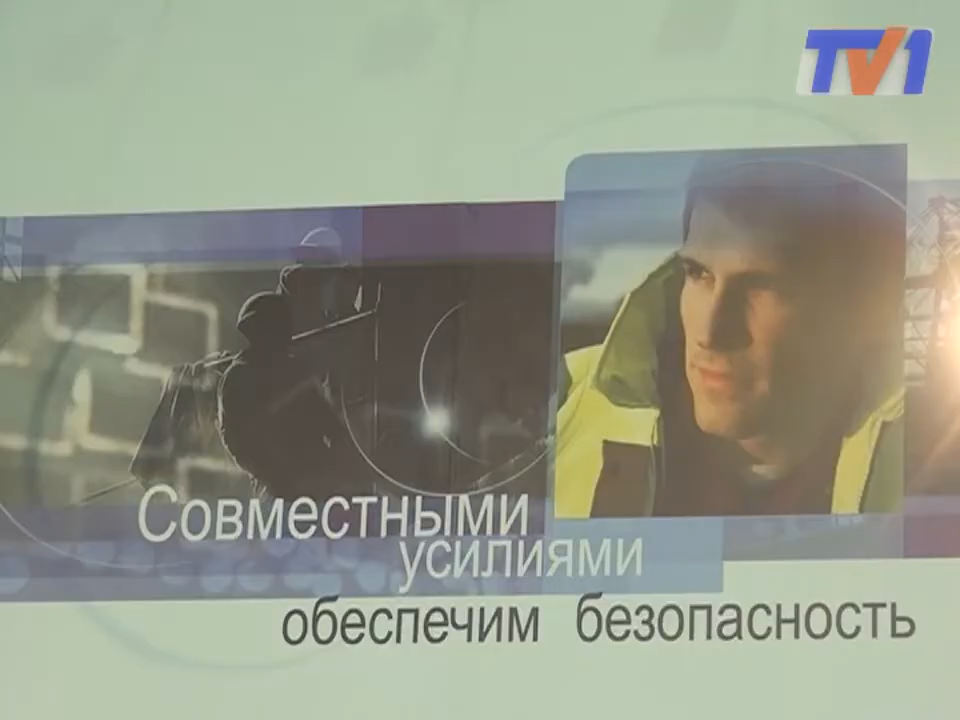 TV1
Совместными
усилиями
обеспечим безопасность